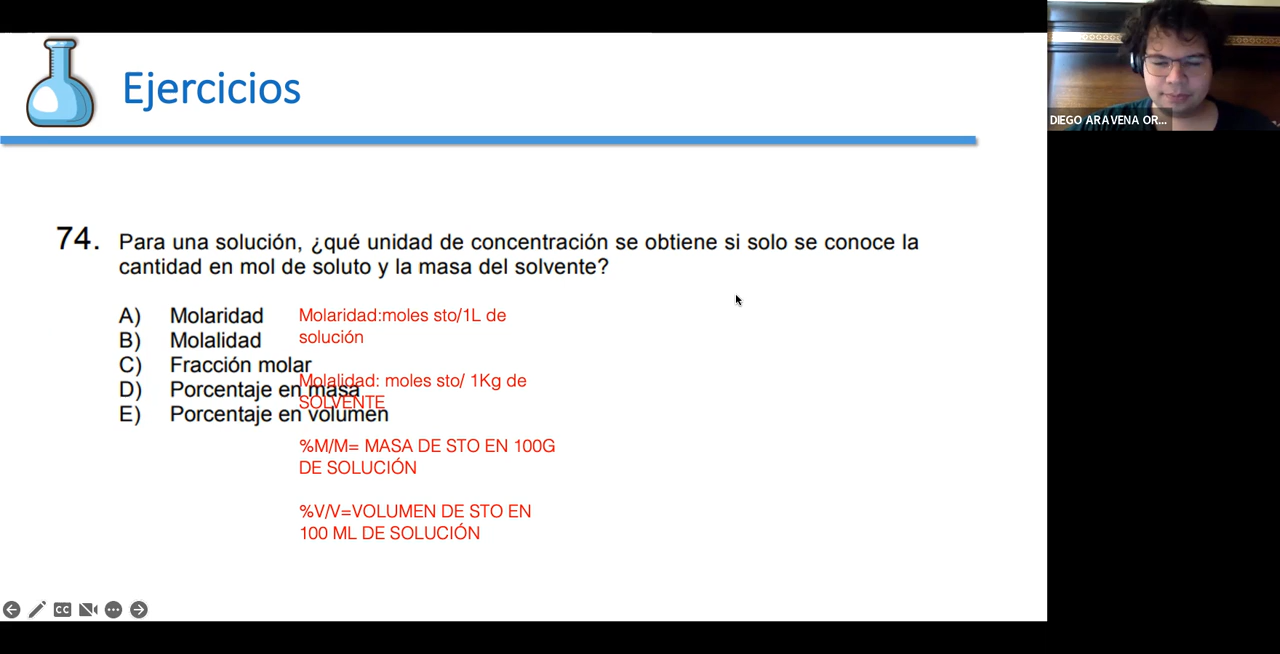 Ejercicios
DIEGO ARAVENA OR...
74. Para una solución, ¿qué unidad de concentración se obtiene si solo se conoce la
cantidad en mol de soluto y la masa del solvente?
A) Molaridad
B) Molalidad
C) Fracción molar
D) Porcentaje en masa
E) Porcentaje en volumen
Molaridad:moles sto/1L de
solución
Molalidad: moles sto/ 1Kg de
SOLVENTE
%M/M= MASA DE STO EN 100G
DE SOLUCIÓN
%V/V=VOLUMEN DE STO EN
100 ML DE SOLUCIÓN
CC